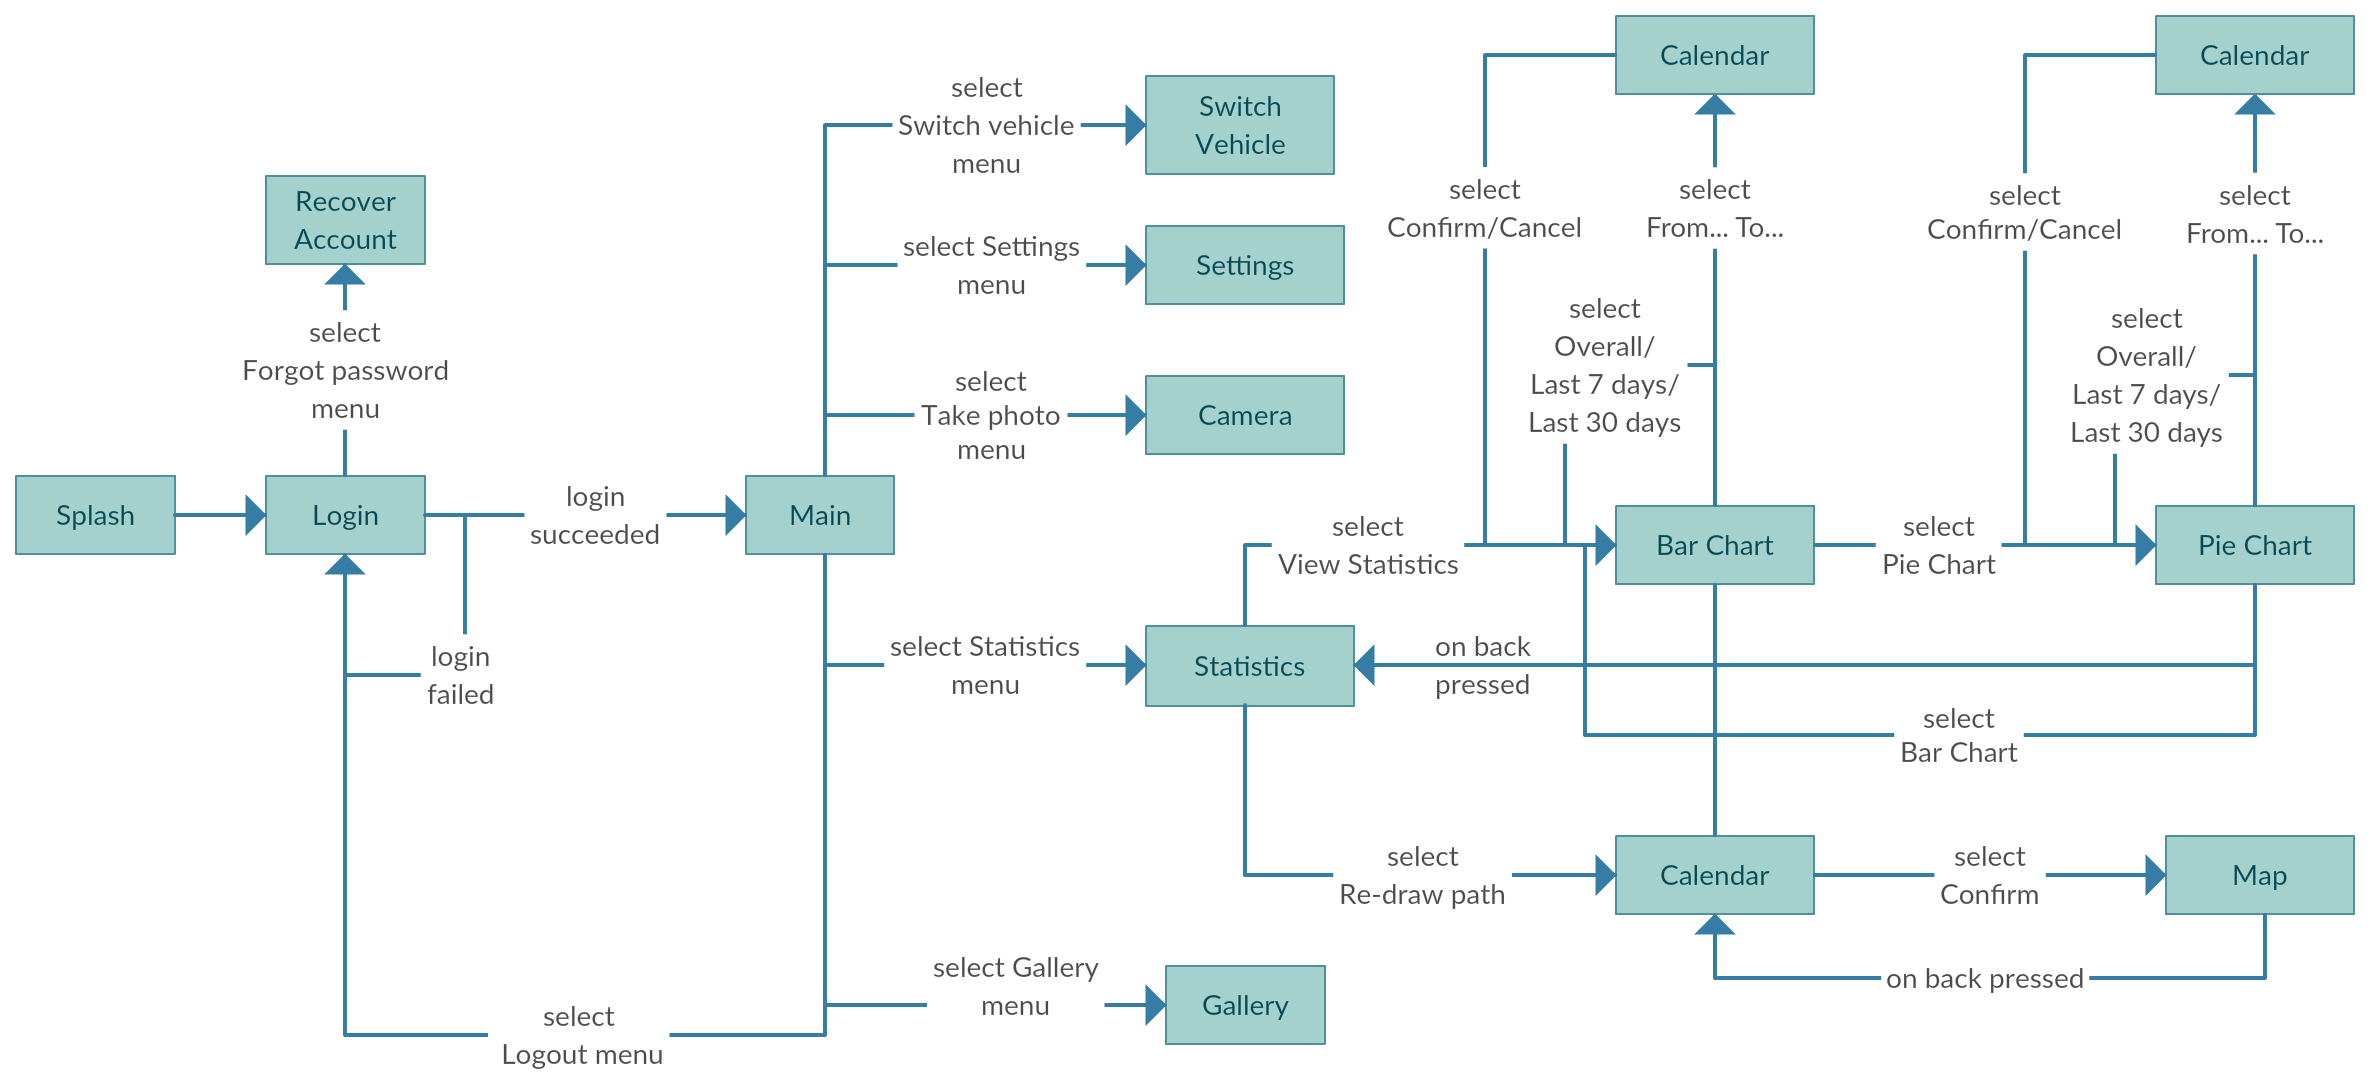 Calendar
Calendar
select
Switch vehicle
menu
Switch
Vehicle
Recover
Account
select
Confirm/Cancel
select
From... To...
select
Confirm/Cancel
select
From... To...
select Settings
menu
Settings
select
Forgot password
menu
select
Overall/
Last 7 days/
Last 30 days
select
Overall/
Last 7 days/
Last 30 days
select
Take photo
menu
Camera
Splash
Login
login
succeeded
Main
select
View Statistics
Bar Chart
select
Pie Chart
Pie Chart
login
failed
select Statistics
menu
Statistics
on back
pressed
select
Bar Chart
select
Re-draw path
Calendar
select
Confirm
Map
select Gallery
menu
Gallery
on back pressed
select
Logout menu